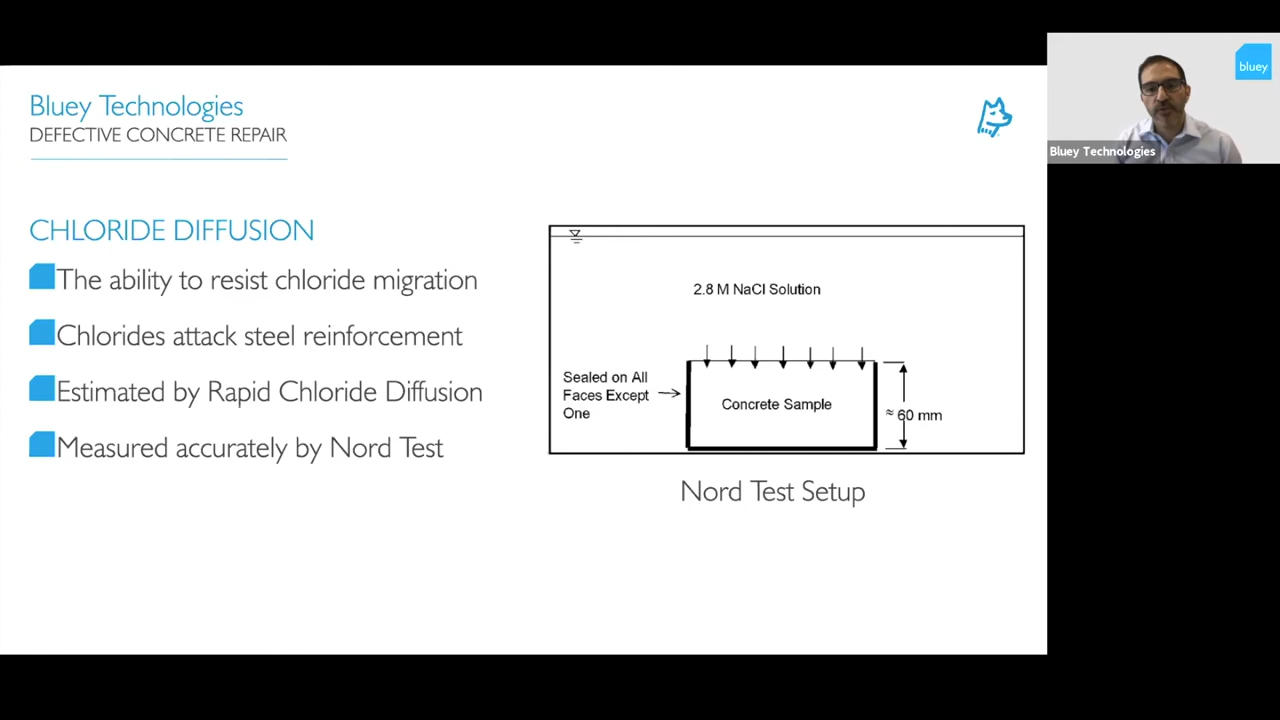 Bluey Technologies
DEFECTIVE CONCRETE REPAIR
CHLORIDE DIFFUSION
The ability to resist chloride migration
Chlorides attack steel reinforcement
Estimated by Rapid Chloride Diffusion
Measured accurately by Nord Test
2.8 M NaCl Solution
Sealed on All
Faces Except
One
Concrete Sample
≈ 60 mm
Nord Test Setup
bluey
Bluey Technologies